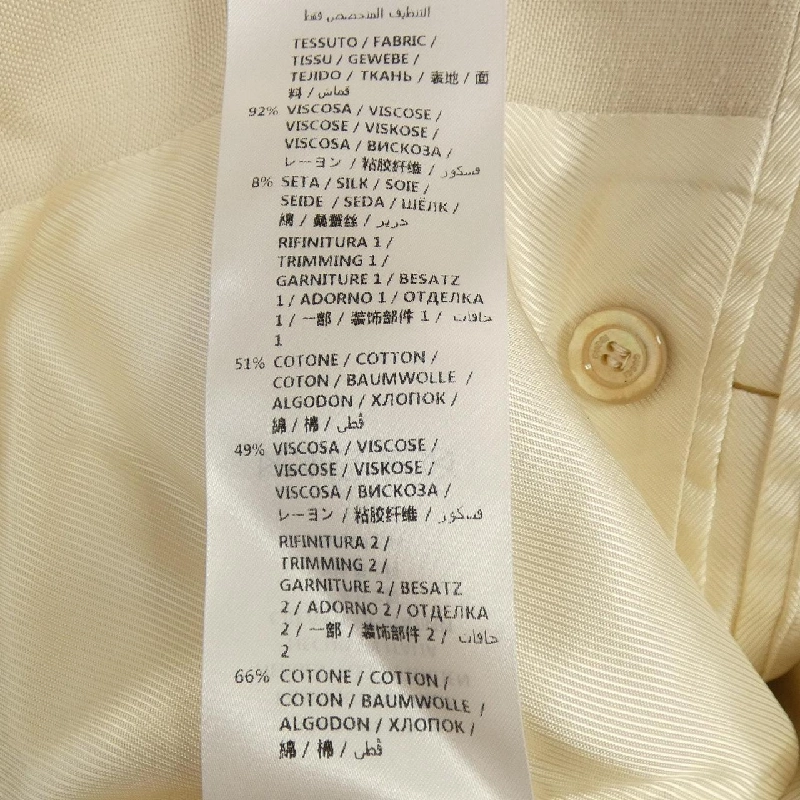 التنظيف المتخصص فقط
TESSUTO / FABRIC /
TISSU / GEWEBE /
TEJIDO / ТКАНЬ / 表地 / 面
料 / قماش
92% VISCOSA / VISCOSE /
VISCOSE / VISKOSE /
VISCOSA / ВИСКОЗА /
レーヨン / 粘胶纤维 / فسكور
8% SETA / SILK / SOIE /
SEIDE / SEDA / ШЁЛК /
絹 / 桑蚕丝 / حرير
RIFINITURA 1 /
TRIMMING 1 /
GARNITURE 1 / BESATZ
1 / ADORNO 1 / ОТДЕЛКА
1 / 一部 / 装饰部件 1 / حافات
1
51% COTONE / COTTON /
COTON / BAUMWOLLE /
ALGODON / ХЛОПОК /
綿 / 棉 / قطن
49% VISCOSA / VISCOSE /
VISCOSE / VISKOSE /
VISCOSA / ВИСКОЗА /
レーヨン / 粘胶纤维 / فسكور
RIFINITURA 2 /
TRIMMING 2 /
GARNITURE 2 / BESATZ
2 / ADORNO 2 / ОТДЕЛКА
2 / 一部 / 装饰部件 2 / حافات
2
66% COTONE / COTTON /
COTON / BAUMWOLLE /
ALGODON / ХЛОПОК /
綿 / 棉 / قطن